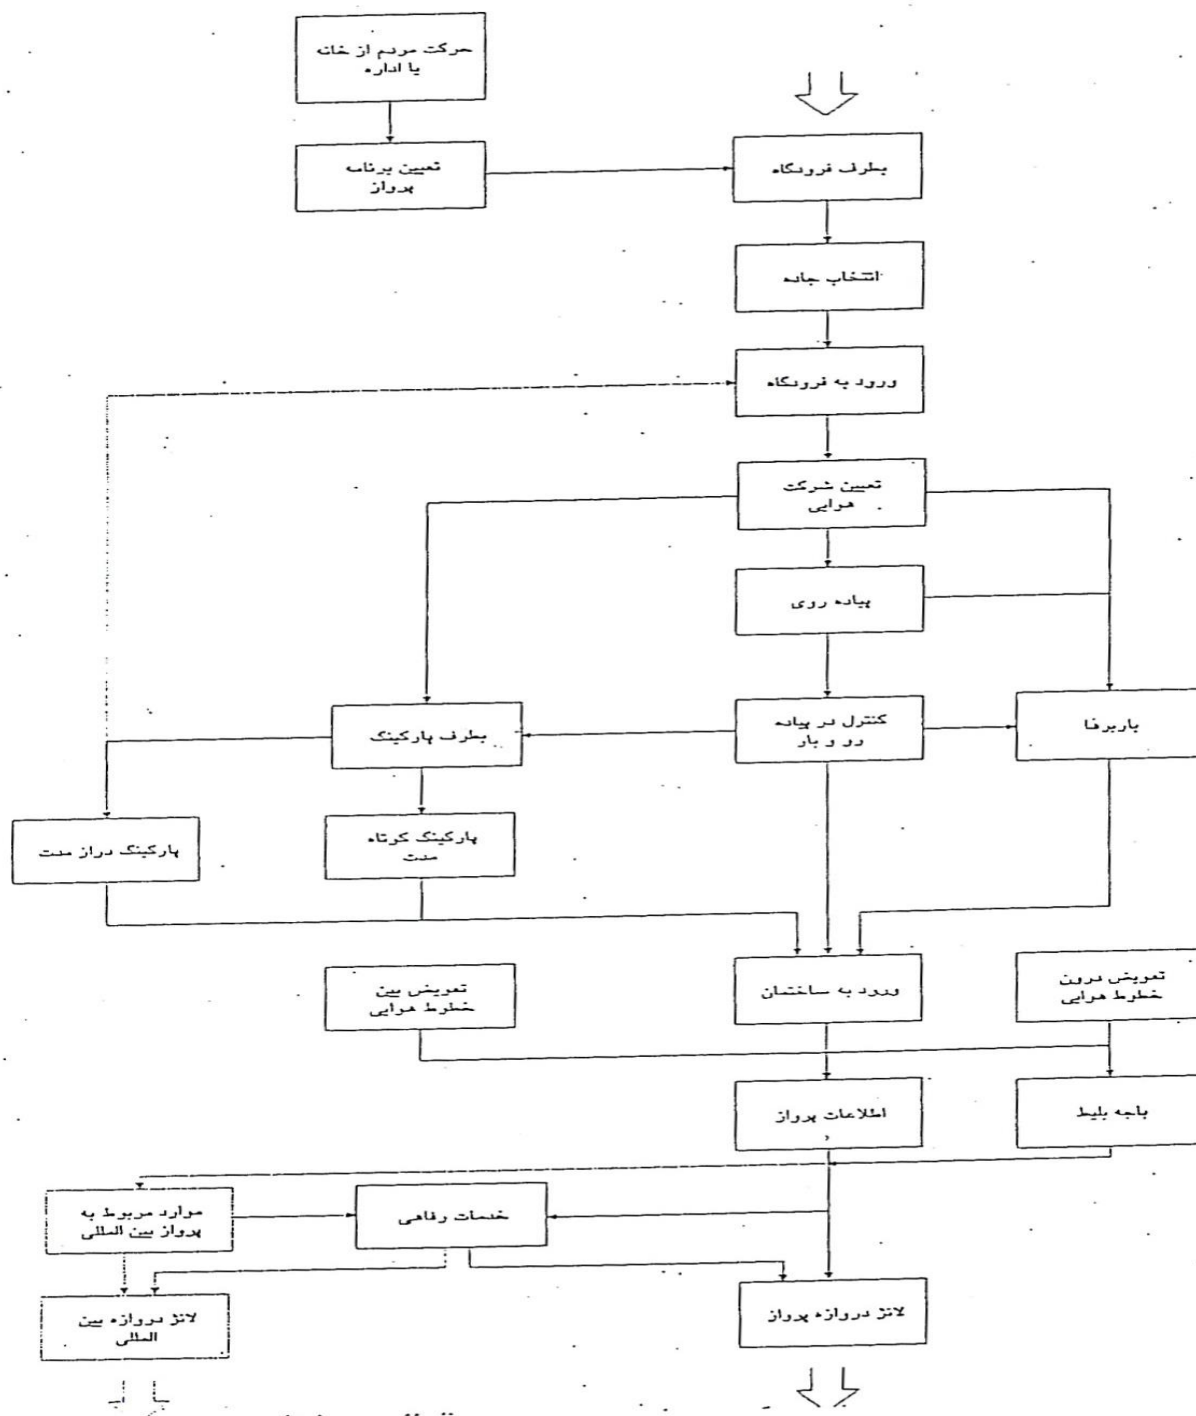 حرکت مردم از خانه
یا اداره
تعیین برنامه
پرواز
بطرف فرودگاه
انتخاب جاده
ورود به فرودگاه
تعیین شرکت
هوایی
پیاده روی
کنترل در پیاده
رو و بار
باربرها
بطرف پارکینگ
پارکینگ کوتاه
مدت
پارکینگ دراز مدت
تعویض درون
خطوط هوایی
ورود به ساختمان
تعویض بین
خطوط هوایی
باجه بلیط
اطلاعات پرواز
خدمات رفاهی
موارد مربوط به
پرواز بین المللی
لانژ دروازه پرواز
لانژ دروازه بین
المللی